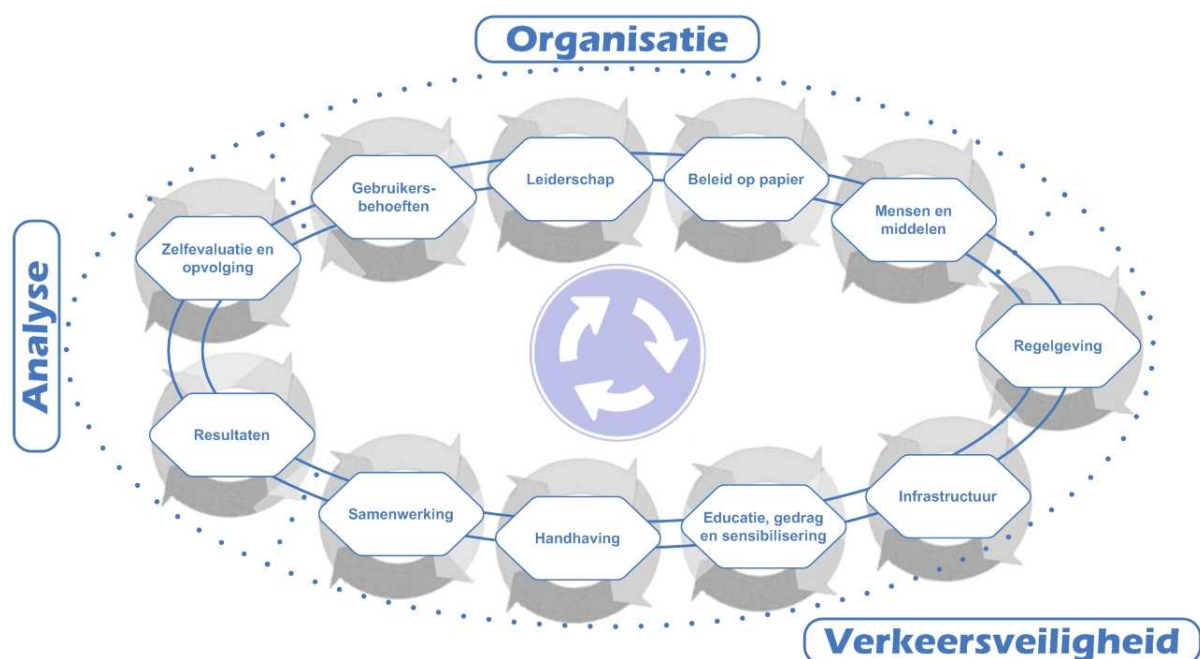 Organisatie
Gebruikers-
behoeften
Leiderschap
Beleid op papier
Mensen en
middelen
Zelfevaluatie en
opvolging
Analyse
Regelgeving
Resultaten
Samenwerking
Handhaving
Educatie, gedrag
en sensibilisering
Infrastructuur
Verkeersveiligheid